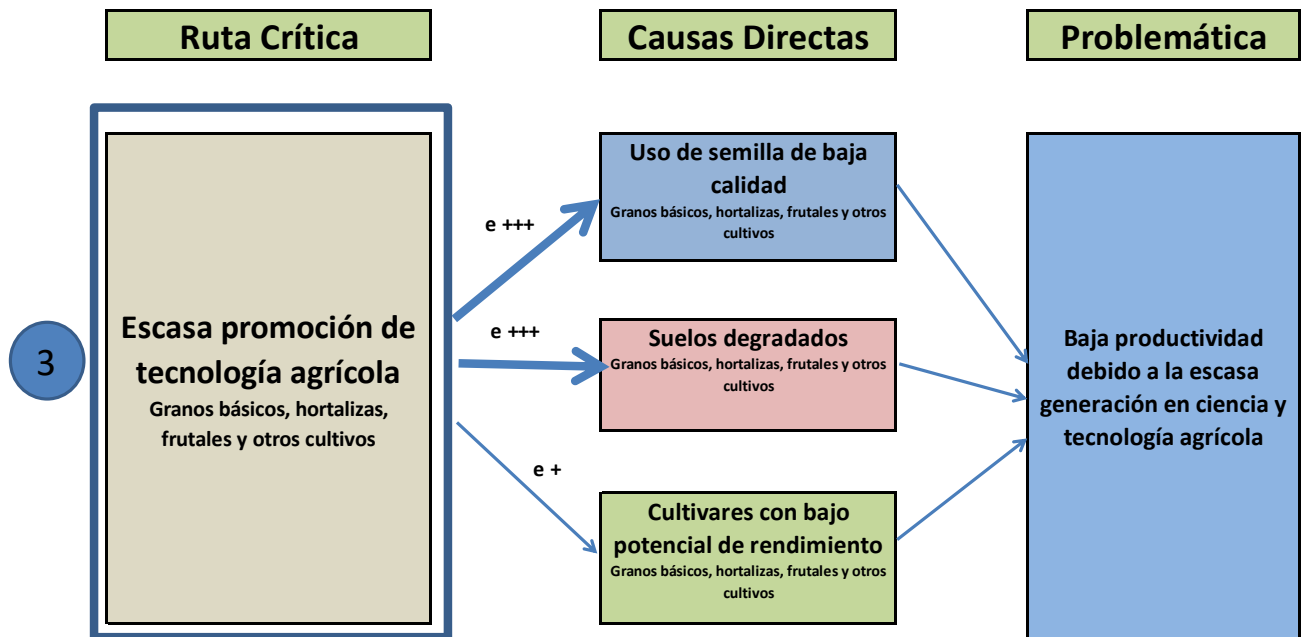 Ruta Crítica
Causas Directas
Problemática
3
Escasa promoción de
tecnología agrícola
Granos básicos, hortalizas,
frutales y otros cultivos
e +++
e +++
e +
Uso de semilla de baja
calidad
Granos básicos, hortalizas, frutales y otros
cultivos
Suelos degradados
Granos básicos, hortalizas, frutales y otros
cultivos
Cultivares con bajo
potencial de rendimiento
Granos básicos, hortalizas, frutales y otros
cultivos
Baja productividad
debido a la escasa
generación en ciencia y
tecnología agrícola